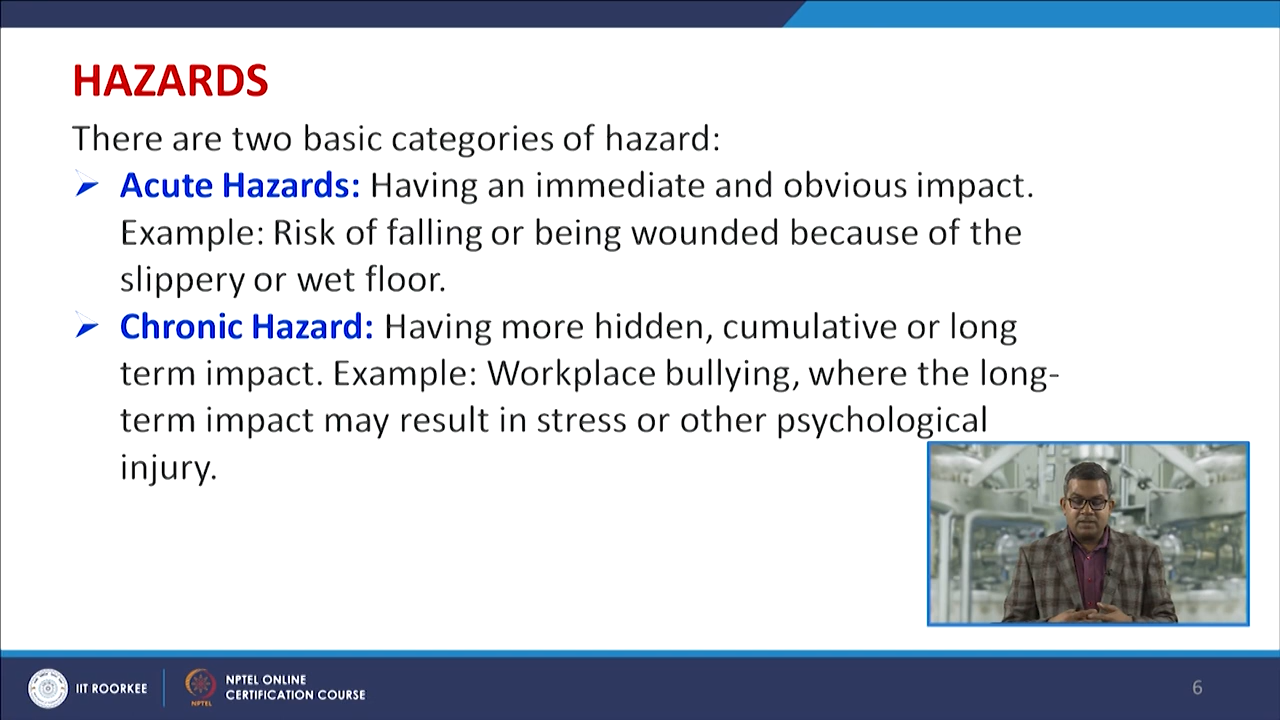 HAZARDS
There are two basic categories of hazard:
Acute Hazards: Having an immediate and obvious impact.
Example: Risk of falling or being wounded because of the
slippery or wet floor.
Chronic Hazard: Having more hidden, cumulative or long
term impact. Example: Workplace bullying, where the long-
term impact may result in stress or other psychological
injury.
IIT ROORKEE
NPTEL
NPTEL ONLINE
CERTIFICATION COURSE
6